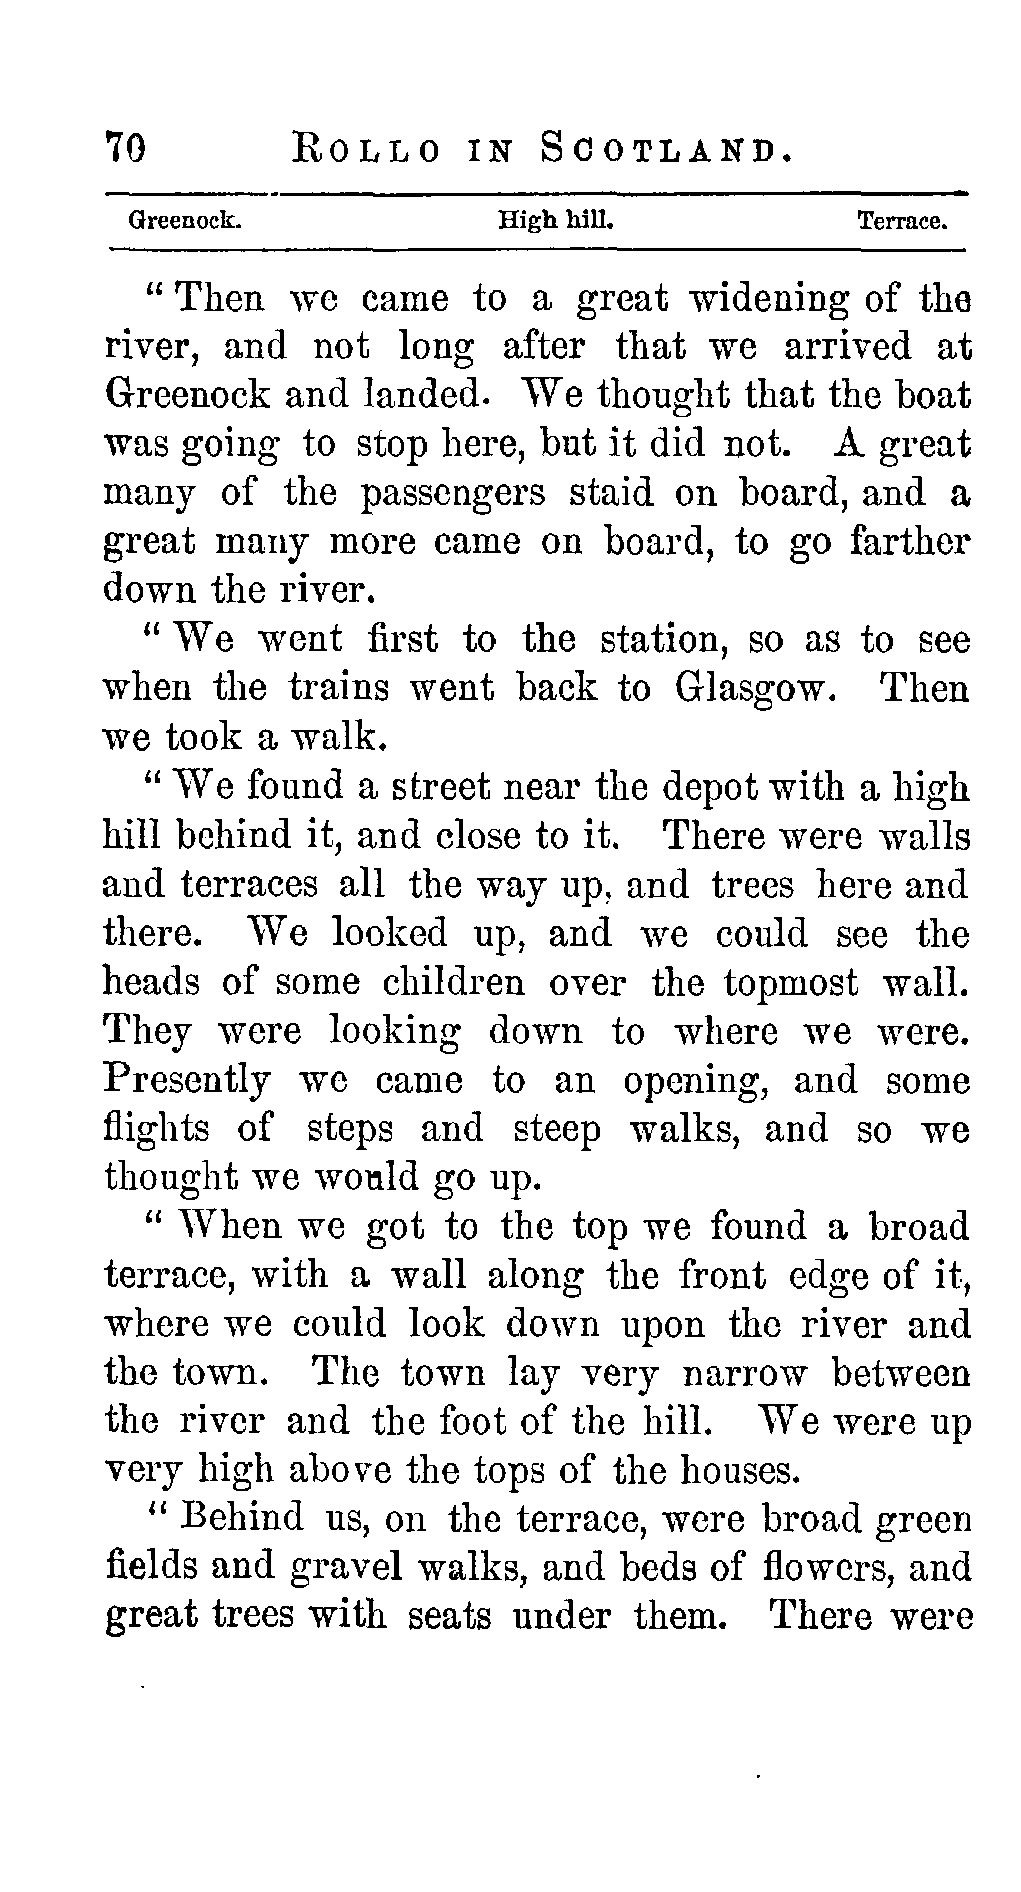 70 ROLLO IN SCOTLAND.
Greenock. High hill. Terrace.
“ Then we came to a great widening of the
river, and not long after that we arrived at
Greenock and landed. We thought that the boat
was going to stop here, but it did not. A great
many of the passengers staid on board, and a
great many more came on board, to go farther
down the river.
“ We went first to the station, so as to see
when the trains went back to Glasgow. Then
we took a walk.
“ We found a street near the depot with a high
hill behind it, and close to it. There were walls
and terraces all the way up, and trees here and
there. We looked up, and we could see the
heads of some children over the topmost wall.
They were looking down to where we were.
Presently we came to an opening, and some
flights of steps and steep walks, and so we
thought we would go up.
“ When we got to the top we found a broad
terrace, with a wall along the front edge of it,
where we could look down upon the river and
the town. The town lay very narrow between
the river and the foot of the hill. We were up
very high above the tops of the houses.
“ Behind us, on the terrace, were broad green
fields and gravel walks, and beds of flowers, and
great trees with seats under them. There were